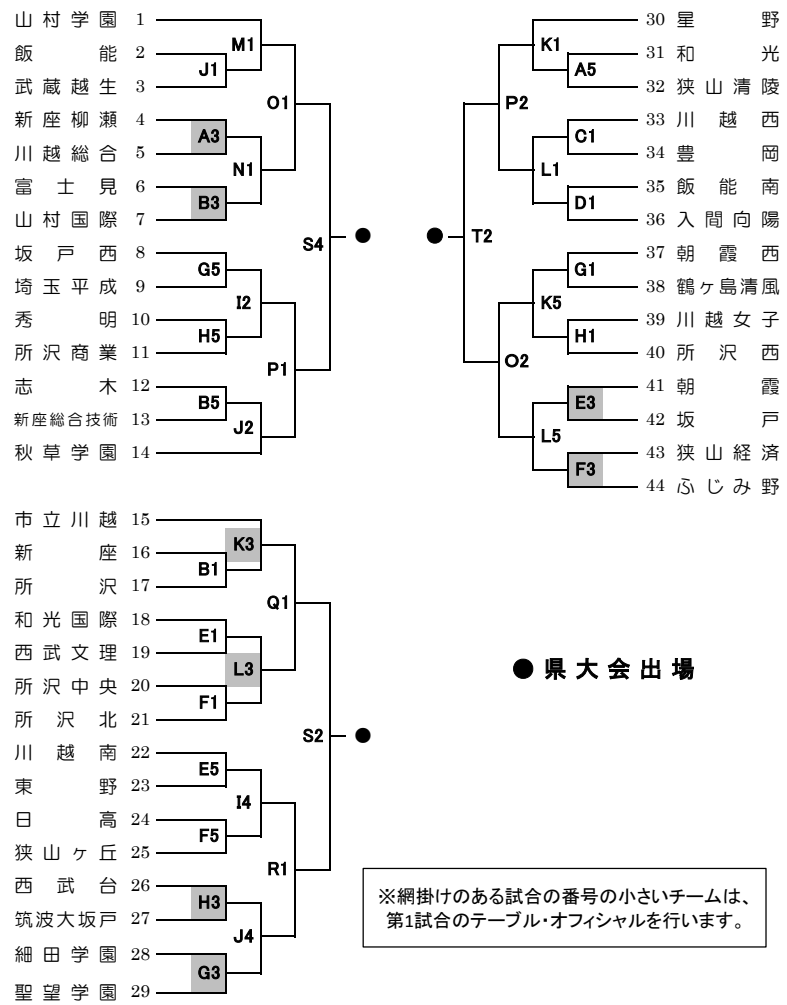 山村学園 1
飯能 2
武蔵越生 3
新座柳瀬 4
川越総合 5
富士見 6
山村国際 7
坂戸西 8
埼玉平成 9
秀明 10
所沢商業 11
志木 12
新座総合技術 13
秋草学園 14
J1
M1
A3
B3
N1
O1
G5
H5
I2
B5
J2
P1
S4
●
30 星野
31 和光
32 狭山清陵
33 川越西
34 豊岡
35 飯能南
36 入間向陽
37 朝霞西
38 鶴ヶ島清風
39 川越女子
40 所沢西
41 朝霞
42 坂戸
43 狭山経済
44 ふじみ野
K1
A5
P2
C1
L1
D1
● T2
G1
K5
H1
O2
E3
L5
F3
市立川越 15
新座 16
所沢 17
和光国際 18
西武文理 19
所沢中央 20
所沢北 21
川越南 22
東野 23
日高 24
狭山ヶ丘 25
西武台 26
筑波大坂戸 27
細田学園 28
聖望学園 29
K3
B1
Q1
E1
L3
F1
S2
●
E5
I4
F5
R1
H3
J4
G3
●県大会出場
※網掛けのある試合の番号の小さいチームは、
第1試合のテーブル・オフィシャルを行います。